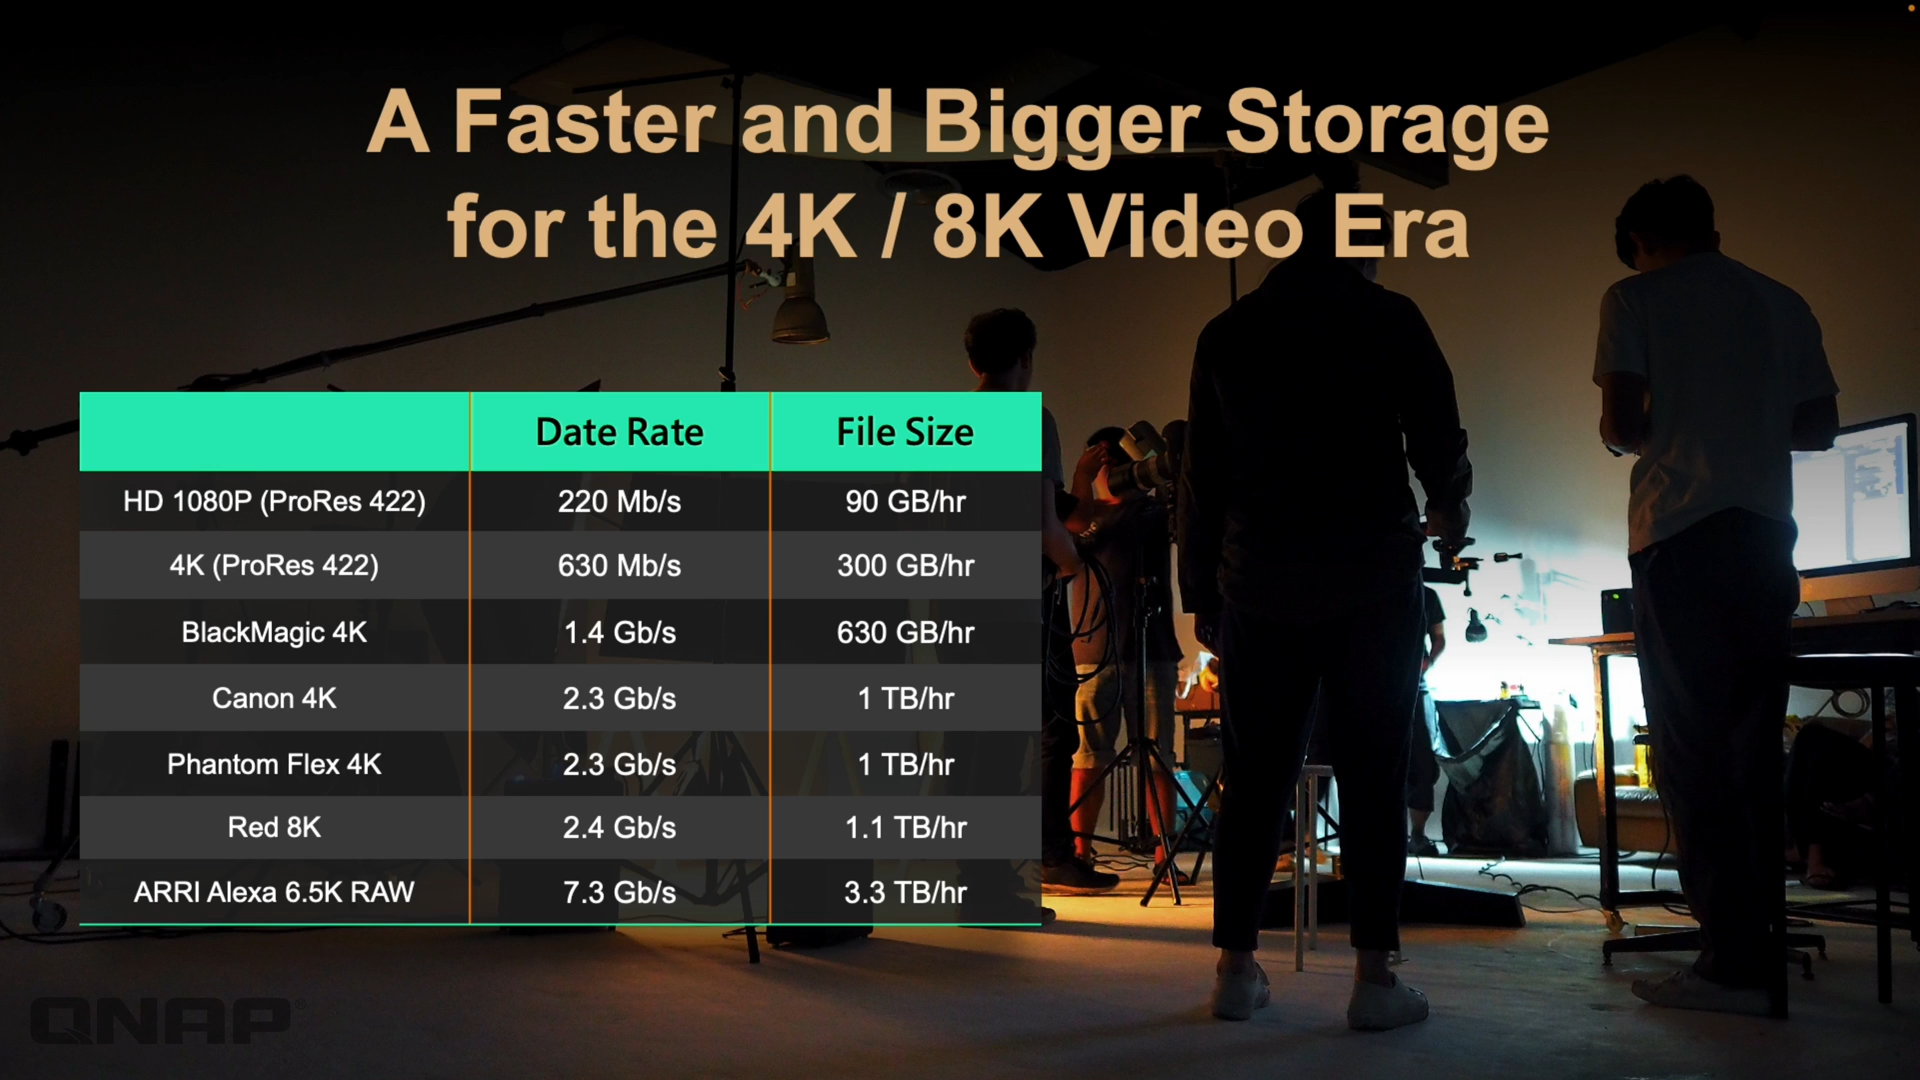 A Faster and Bigger Storage
for the 4K / 8K Video Era
Date Rate File Size
HD 1080P (ProRes 422) 220 Mb/s 90 GB/hr
4K (ProRes 422) 630 Mb/s 300 GB/hr
BlackMagic 4K 1.4 Gb/s 630 GB/hr
Canon 4K 2.3 Gb/s 1 TB/hr
Phantom Flex 4K 2.3 Gb/s 1 TB/hr
Red 8K 2.4 Gb/s 1.1 TB/hr
ARRI Alexa 6.5K RAW 7.3 Gb/s 3.3 TB/hr
QNAP®